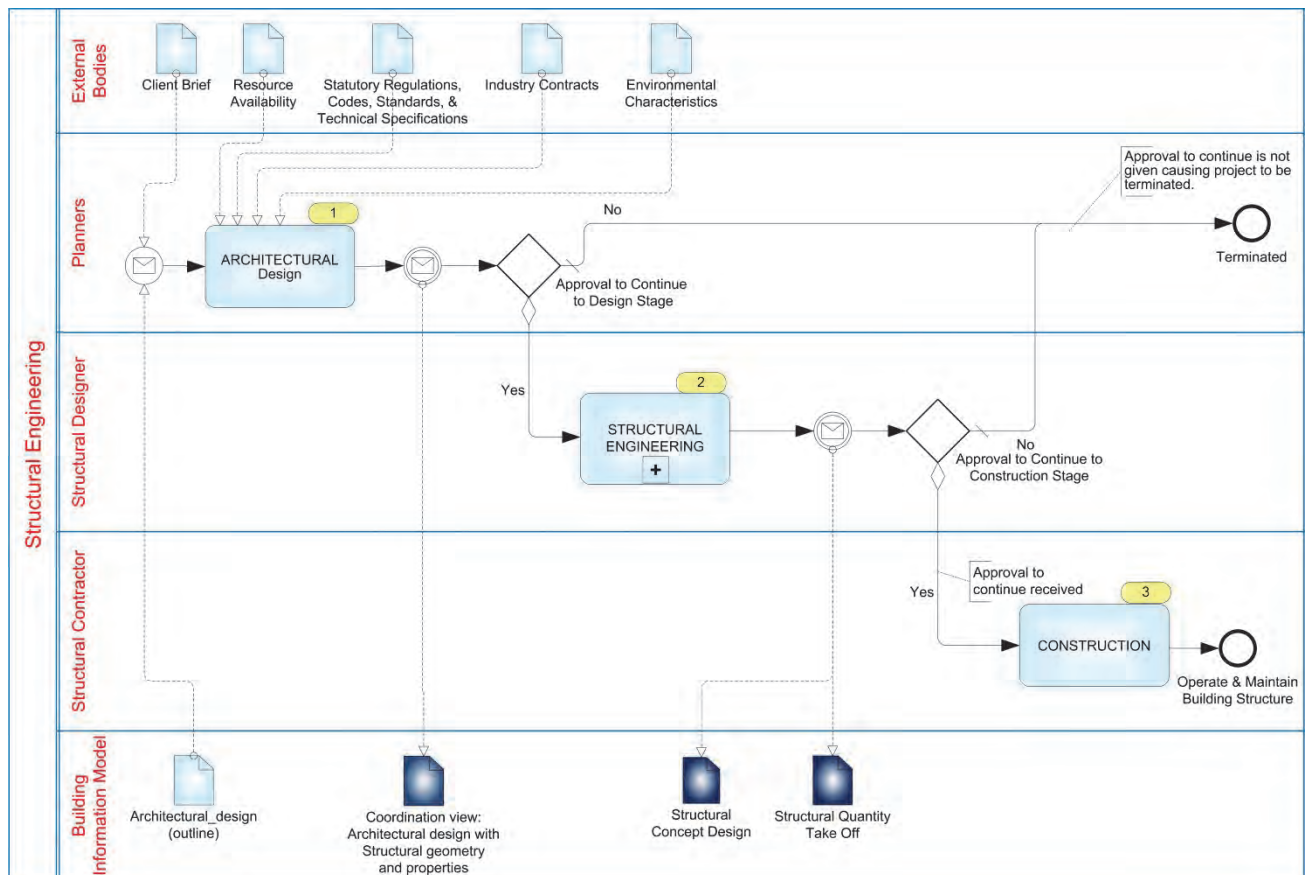 Structural Engineering
External
Bodies
Client Brief
Resource
Availability
Statutory Regulations,
Codes, Standards, &
Technical Specifications
Industry Contracts
Environmental
Characteristics
Planners
1
ARCHITECTURAL
Design
No
Approval to Continue
to Design Stage
Approval to continue is not
given causing project to be
terminated.
Terminated
Structural Designer
Yes
2
STRUCTURAL
ENGINEERING
+
No
Approval to Continue to
Construction Stage
Structural Contractor
Yes
Approval to
continue received
3
CONSTRUCTION
Operate & Maintain
Building Structure
Building
Information Model
Architectural_design
(outline)
Coordination view:
Architectural design with
Structural geometry
and properties
Structural
Concept Design
Structural Quantity
Take Off